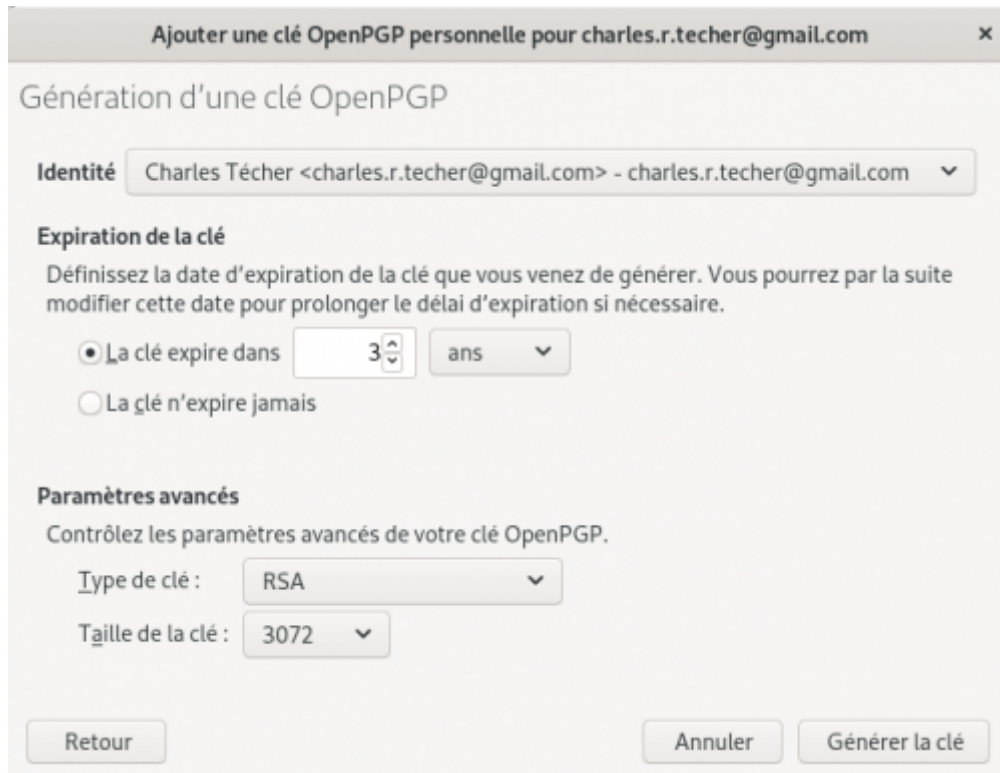 Ajouter une clé OpenPGP personnelle pour charles.r.techer@gmail.com ×
Génération d'une clé OpenPGP
Identité Charles Técher <charles.r.techer@gmail.com> - charles.r.techer@gmail.com
Expiration de la clé
Définissez la date d'expiration de la clé que vous venez de générer. Vous pourrez par la suite
modifier cette date pour prolonger le délai d'expiration si nécessaire.
La clé expire dans 3 ans
La clé n'expire jamais
Paramètres avancés
Contrôlez les paramètres avancés de votre clé OpenPGP.
Type de clé : RSA
Taille de la clé : 3072
Retour Annuler Générer la clé